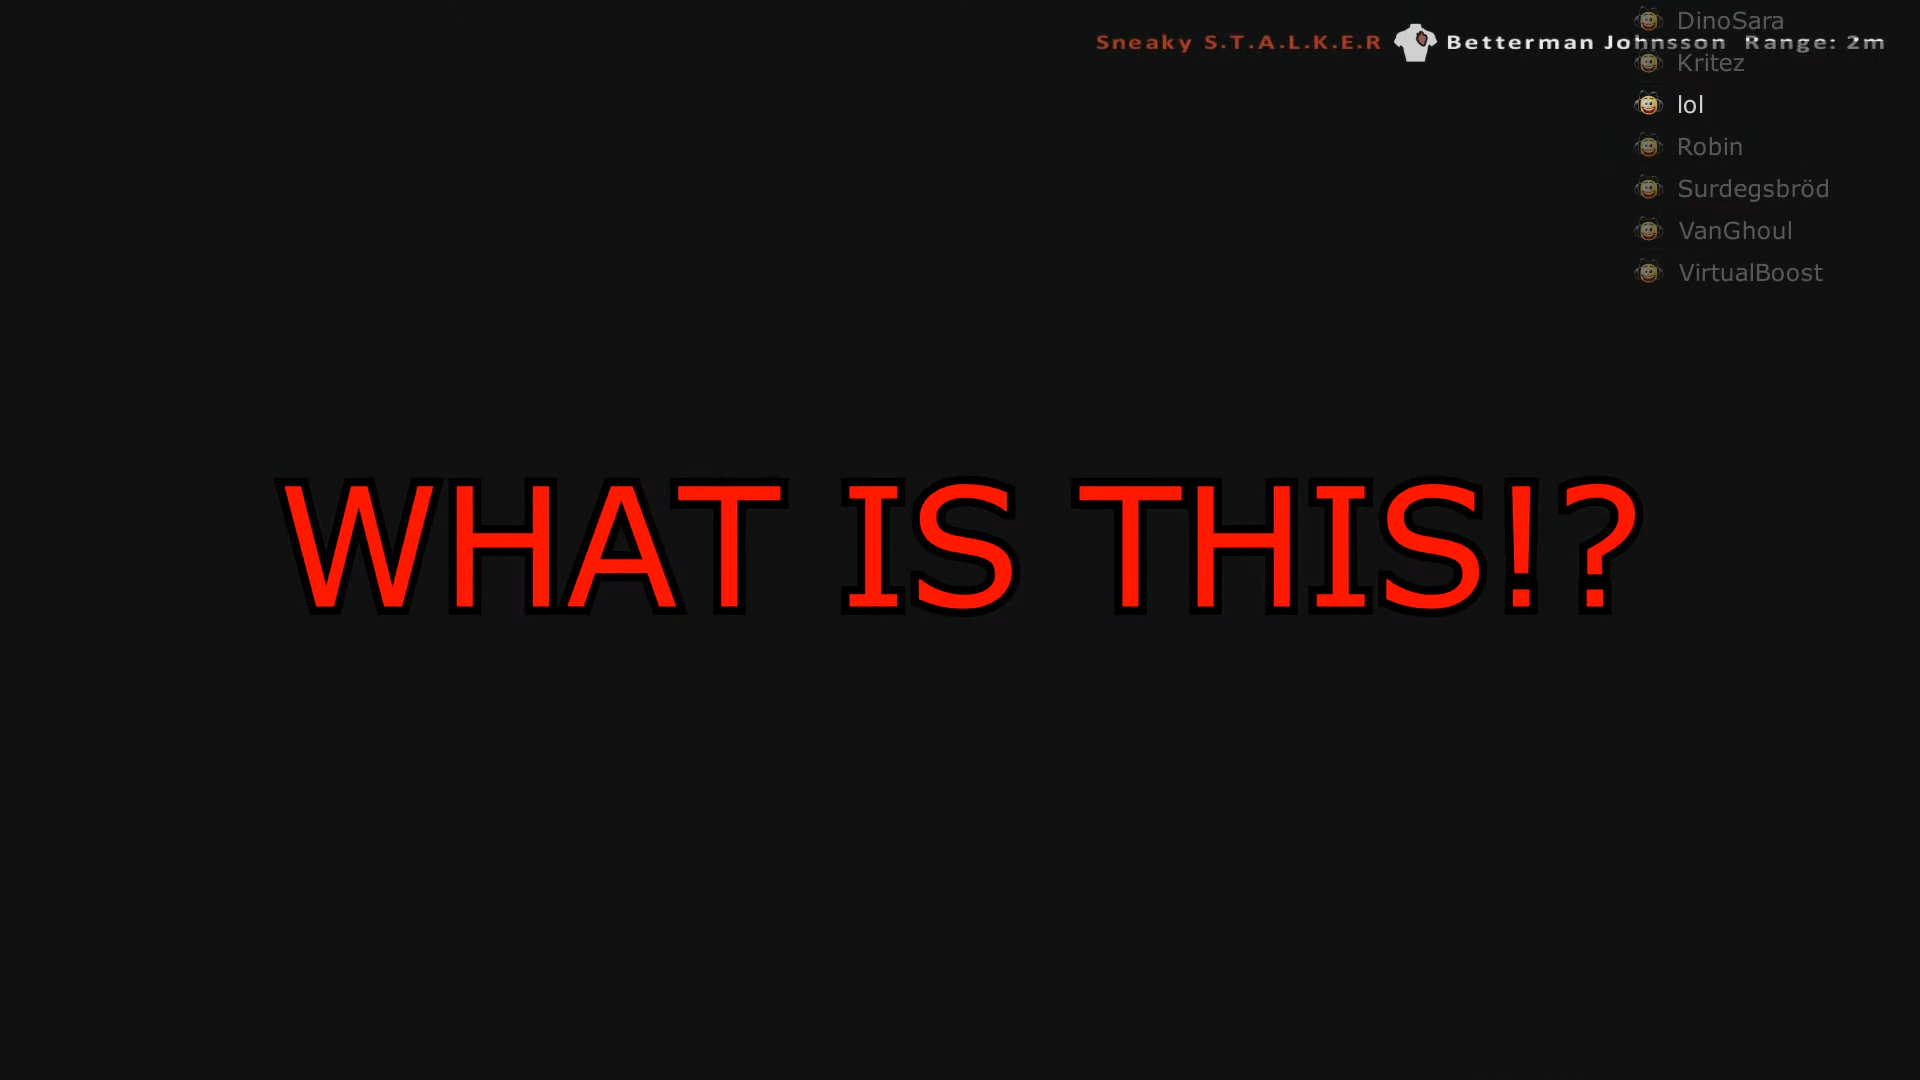 DinoSara
Sneaky S.T.A.L.K.E.R Betterman Johnsson Range: 2m
Kritez
lol
Robin
Surdegsbröd
VanGhoul
VirtualBoost
WHAT IS THIS!?